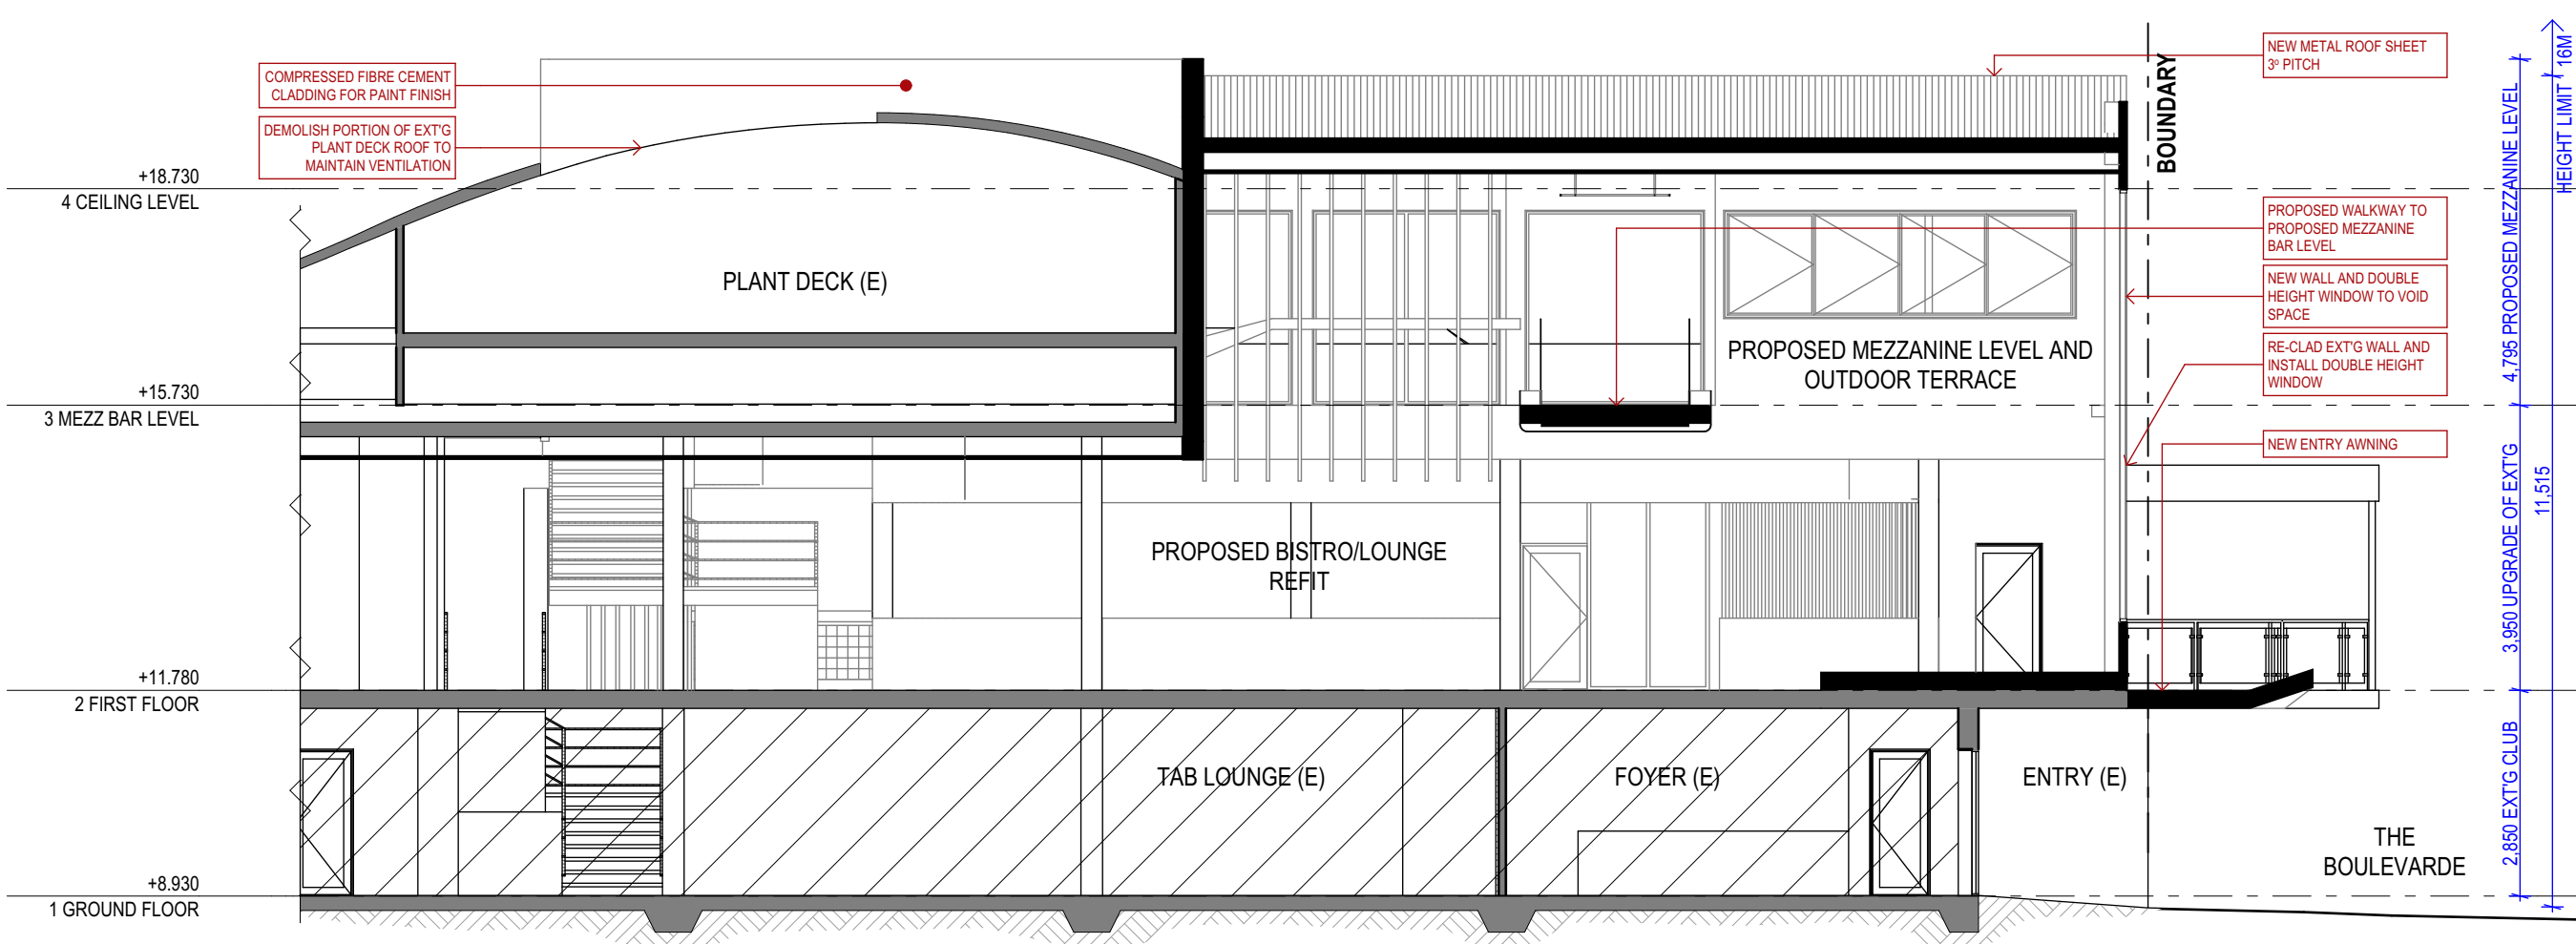 COMPRESSED FIBRE CEMENT
CLADDING FOR PAINT FINISH
DEMOLISH PORTION OF EXT'G
PLANT DECK ROOF TO
MAINTAIN VENTILATION
+18.730
4 CEILING LEVEL
+15.730
3 MEZZ BAR LEVEL
+11.780
2 FIRST FLOOR
+8.930
1 GROUND FLOOR
PLANT DECK (E)
PROPOSED MEZZANINE LEVEL AND
OUTDOOR TERRACE
PROPOSED BISTRO/LOUNGE
REFIT
TAB LOUNGE (E)
FOYER (E)
ENTRY (E)
THE
BOULEVARDE
BOUNDARY
NEW METAL ROOF SHEET
3º PITCH
PROPOSED WALKWAY TO
PROPOSED MEZZANINE
BAR LEVEL
NEW WALL AND DOUBLE
HEIGHT WINDOW TO VOID
SPACE
RE-CLAD EXT'G WALL AND
INSTALL DOUBLE HEIGHT
WINDOW
NEW ENTRY AWNING
4,795 PROPOSED MEZZANINE LEVEL
3,950 UPGRADE OF EXT'G
2,850 EXT'G CLUB
11,515
HEIGHT LIMIT 16M